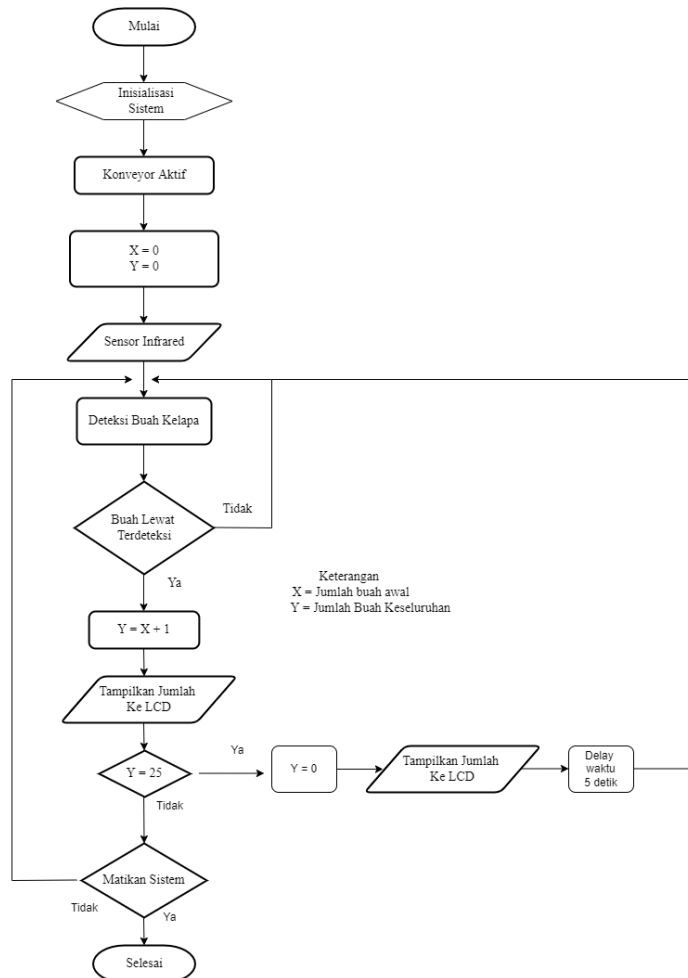 Mulai
Inisialisasi
Sistem
Konveyor Aktif
X = 0
Y = 0
Sensor Infrared
Deteksi Buah Kelapa
Buah Lewat
Terdeteksi
Tidak
Ya
Keterangan
X = Jumlah buah awal
Y = Jumlah Buah Keseluruhan
Y = X + 1
Tampilkan Jumlah
Ke LCD
Y = 25
Ya
Y = 0
Tampilkan Jumlah
Ke LCD
Delay
waktu
5 detik
Tidak
Matikan Sistem
Tidak
Ya
Selesai